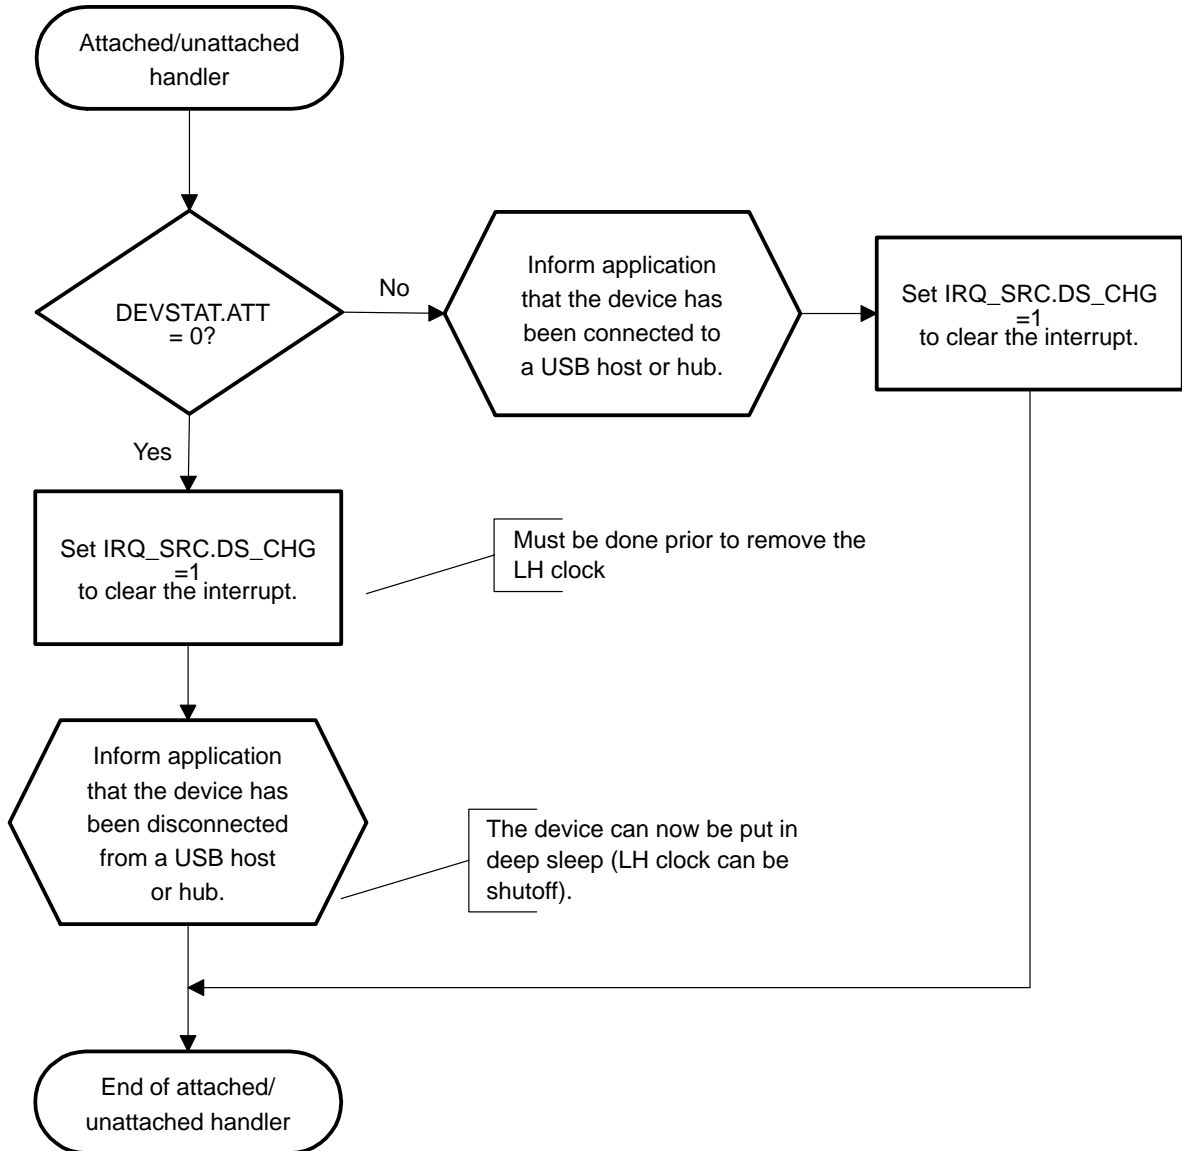 Attached/unattached
handler
DEVSTAT.ATT
= 0?
No
Inform application
that the device has
been connected to
a USB host or hub.
Set IRQ_SRC.DS_CHG
=1
to clear the interrupt.
Yes
Set IRQ_SRC.DS_CHG
=1
to clear the interrupt.
Must be done prior to remove the
LH clock
Inform application
that the device has
been disconnected
from a USB host
or hub.
The device can now be put in
deep sleep (LH clock can be
shutoff).
End of attached/
unattached handler